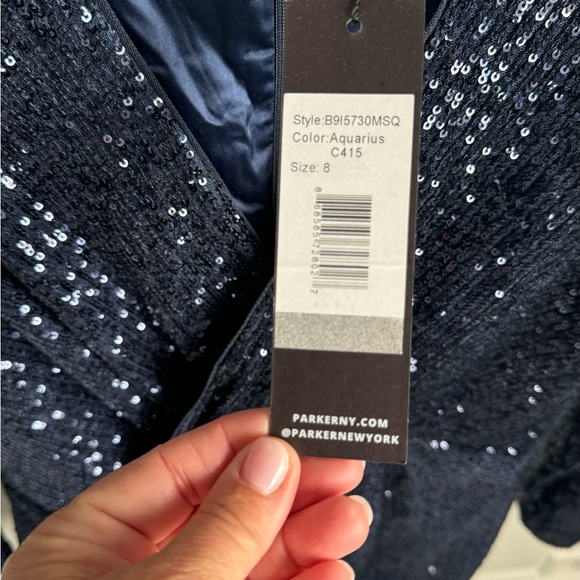 Style:B9I5730MSQ
Color:Aquarius
C415
Size: 8
PARKERNY.COM
@PARKERNEWYORK